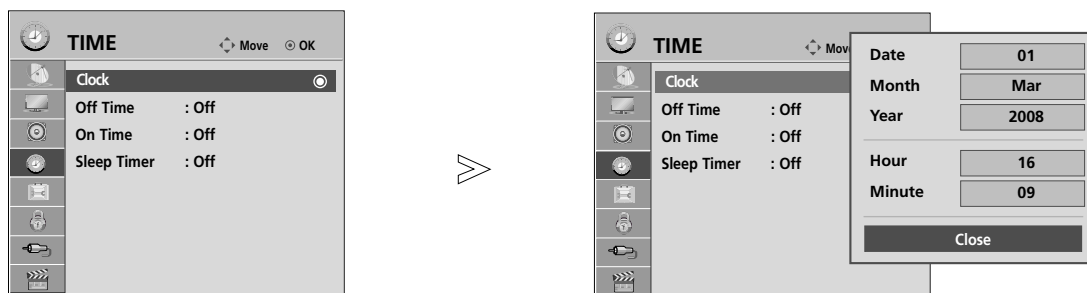 TIME
Move OK
Clock
Off Time : Off
On Time : Off
Sleep Timer : Off
TIME
Clock
Off Time : Off
On Time : Off
Sleep Timer : Off
Date 01
Month Mar
Year 2008
Hour 16
Minute 09
Close